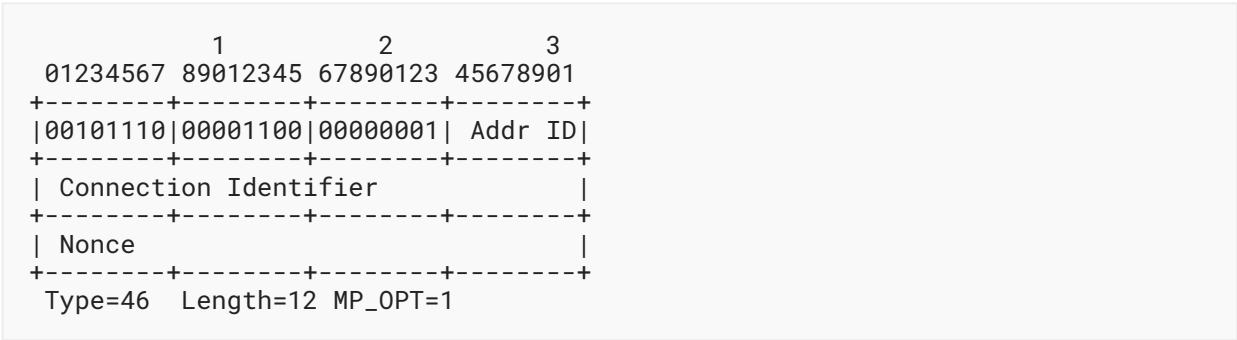 1          2          3
 01234567 89012345 67890123 45678901
+--------+--------+--------+--------+
|00101110|00001100|00000001| Addr ID|
+--------+--------+--------+--------+
| Connection Identifier             |
+--------+--------+--------+--------+
| Nonce                             |
+--------+--------+--------+--------+
 Type=46  Length=12 MP_OPT=1